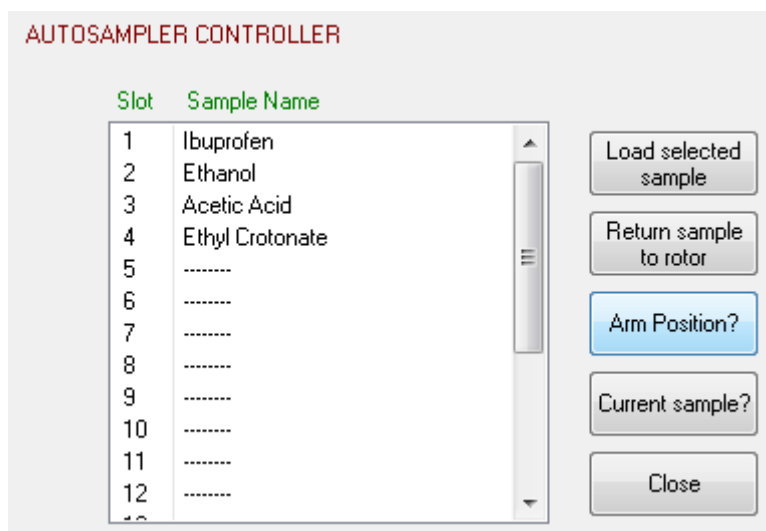 AUTOSAMPLER CONTROLLER
Slot Sample Name
1 Ibuprofen
2 Ethanol
3 Acetic Acid
4 Ethyl Crotonate
5 --------
6 --------
7 --------
8 --------
9 --------
10 --------
11 --------
12 --------
Load selected
sample
Return sample
to rotor
Arm Position?
Current sample?
Close